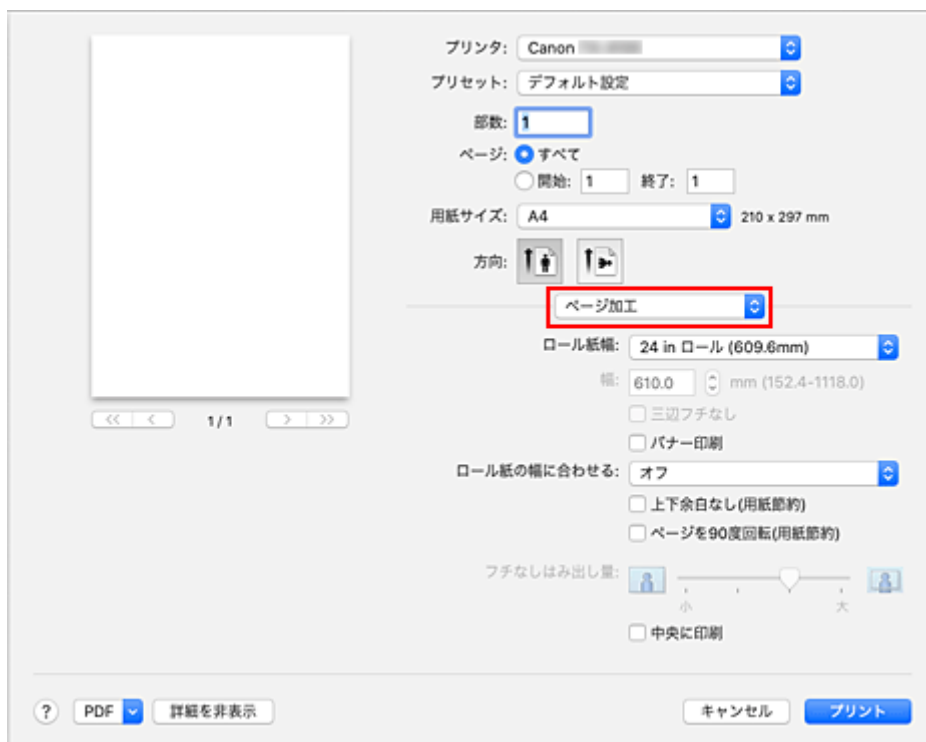 プリンタ: Canon
プリセット: デフォルト設定
部数: 1
ページ: すべて
開始: 1 終了: 1
用紙サイズ: A4 210 x 297 mm
方向:
ページ加工
ロール紙幅: 24 in ロール (609.6mm)
幅: 610.0 mm (152.4-1118.0)
三辺フチなし
バナー印刷
ロール紙の幅に合わせる: オフ
上下余白なし(用紙節約)
ページを90度回転(用紙節約)
フチなしはみ出し量:
小 大
中央に印刷
<< < 1 / 1 > >>
? PDF 詳細を非表示 キャンセル プリント